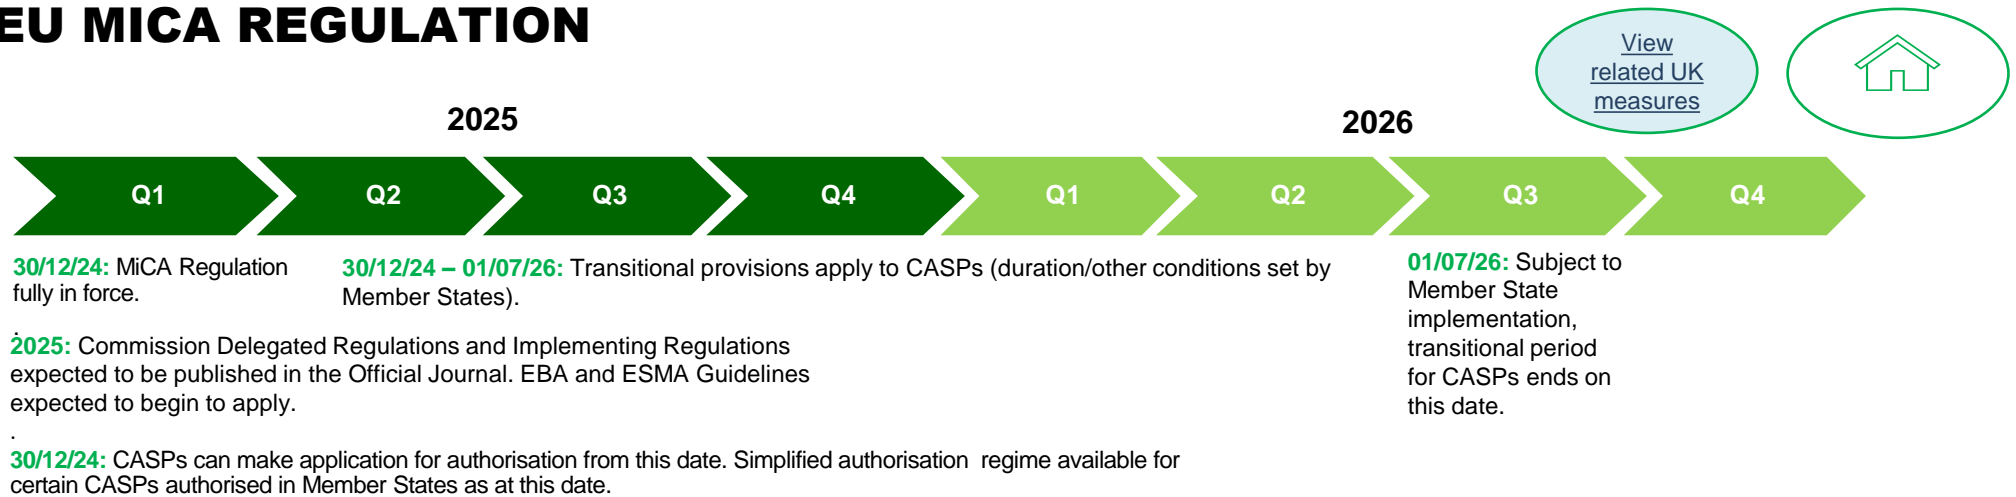 EU MICA REGULATION
View
related UK
measures
2025
2026
Q1
Q2
Q3
Q4
Q1
Q2
Q3
Q4
30/12/24: MiCA Regulation
fully in force.
.
30/12/24 – 01/07/26: Transitional provisions apply to CASPs (duration/other conditions set by
Member States).
01/07/26: Subject to
Member State
implementation,
transitional period
for CASPs ends on
this date.
2025: Commission Delegated Regulations and Implementing Regulations
expected to be published in the Official Journal. EBA and ESMA Guidelines
expected to begin to apply.
.
30/12/24: CASPs can make application for authorisation from this date. Simplified authorisation  regime available for
certain CASPs authorised in Member States as at this date.